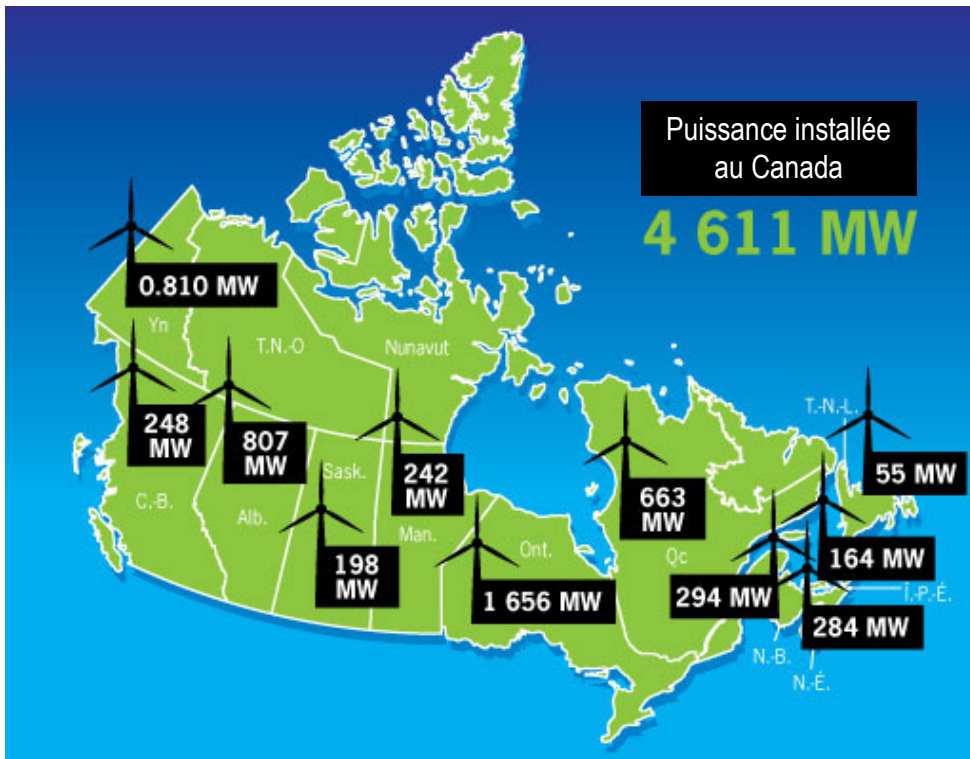 Puissance installée
au Canada
4 611 MW
0.810 MW
Yn
T.N.-O
Nunavut
248
MW
807
MW
242
MW
663
MW
T.-N.-L.
55 MW
C.-B.
Alb.
Sask.
198
MW
Man.
Ont.
1 656 MW
Qc
164 MW
294 MW
Î.-P.-É.
284 MW
N.-B.
N.-É.